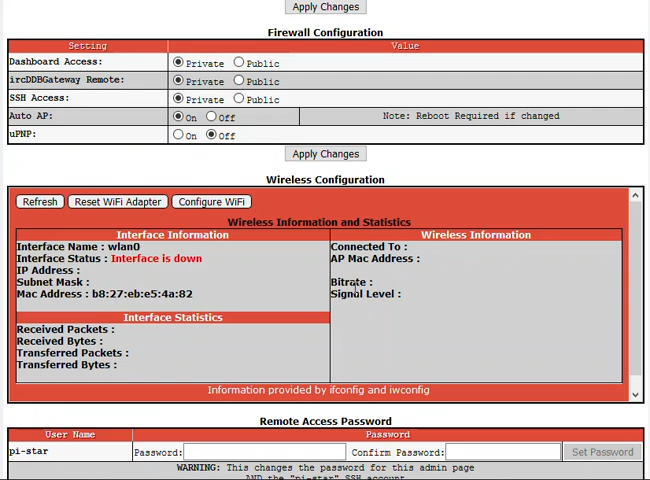 Apply Changes
Firewall Configuration
Setting Value
Dashboard Access: Private Public
ircDDBGateway Remote: Private Public
SSH Access: Private Public
Auto AP: On Off Note: Reboot Required if changed
uPNP: On Off
Apply Changes
Wireless Configuration
Refresh Reset WiFi Adapter Configure WiFi
Wireless Information and Statistics
Interface Information Wireless Information
Interface Name : wlan0 Connected To :
Interface Status : Interface is down AP Mac Address :
IP Address :
Subnet Mask : Bitrate :
Mac Address : b8:27:eb:e5:4a:82 Signal Level :
Interface Statistics
Received Packets :
Received Bytes :
Transferred Packets :
Transferred Bytes :
Information provided by ifconfig and iwconfig
Remote Access Password
User Name Password
pi-star Password: Confirm Password: Set Password
WARNING: This changes the password for this admin page
AND the "pi-star" SSH account